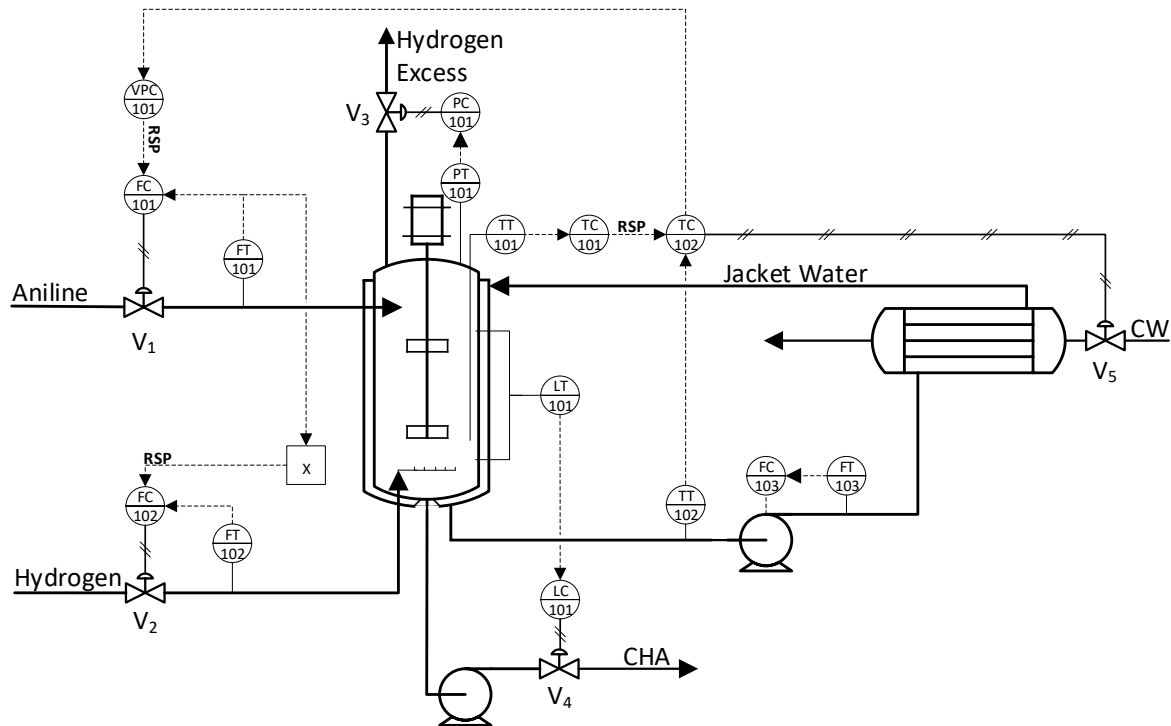 Hydrogen
Excess
VPC
101
V3
PC
101
RSP
PT
101
FC
101
TT
101
TC
101
RSP
TC
102
FT
101
Jacket Water
Aniline
V1
CW
V5
LT
101
RSP
X
FC
102
FT
102
FC
103
FT
103
TT
102
Hydrogen
V2
LC
101
CHA
V4